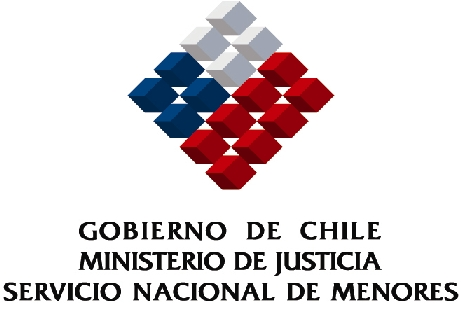 GOBIERNO DE CHILE
MINISTERIO DE JUSTICIA
SERVICIO NACIONAL DE MENORES